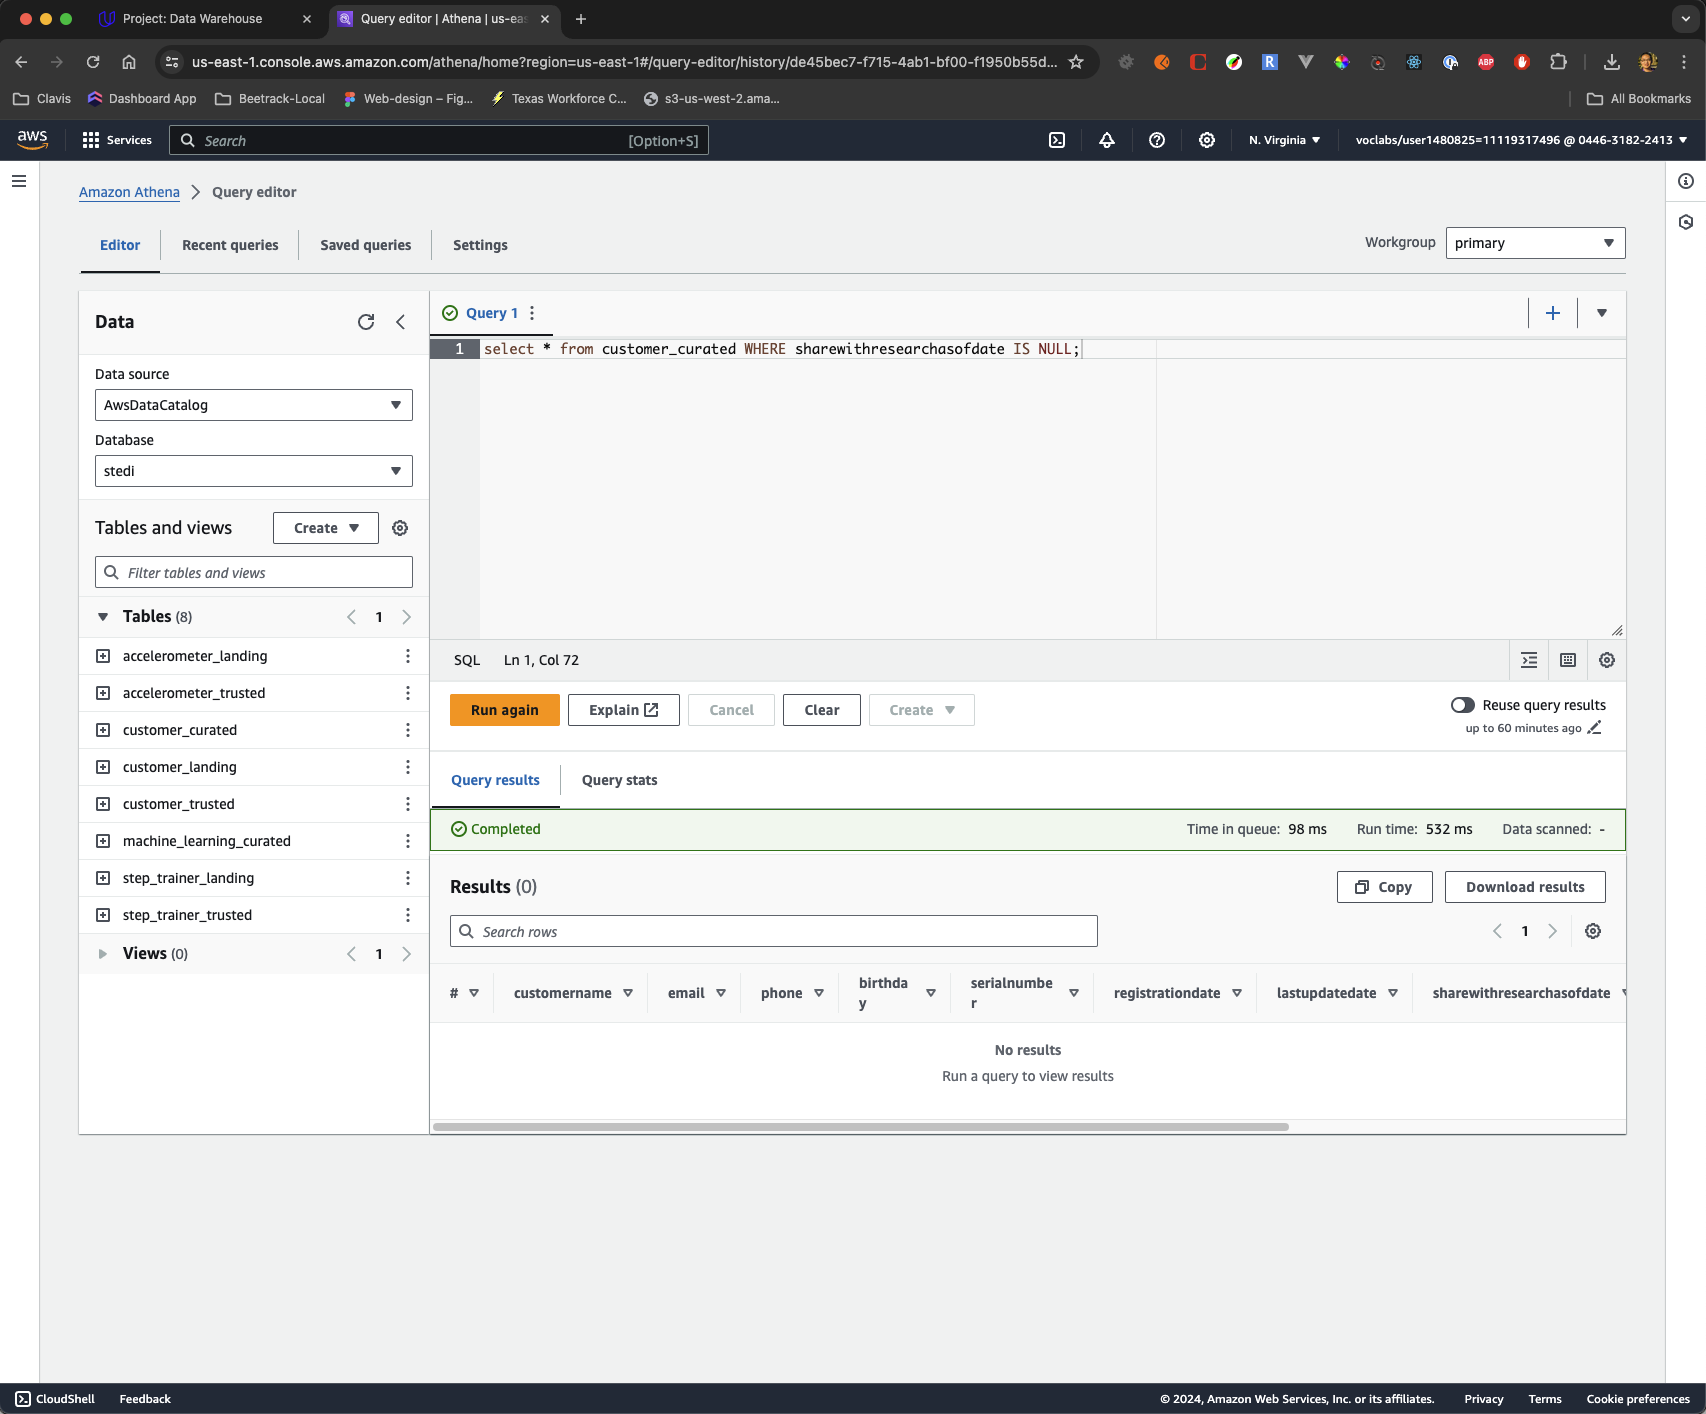 Project: Data Warehouse
Query editor | Athena | us-eas
us-east-1.console.aws.amazon.com/athena/home?region=us-east-1#/query-editor/history/de45bec7-f715-4ab1-bf00-f1950b55d...
Clavis
Dashboard App
Beetrack-Local
Web-design – Fig...
Texas Workforce C...
s3-us-west-2.ama...
All Bookmarks
aws
Services
Search
[Option+S]
N. Virginia
voclabs/user1480825=11119317496 @ 0446-3182-2413
Amazon Athena
Query editor
Editor
Recent queries
Saved queries
Settings
Workgroup
primary
Data
Data source
AwsDataCatalog
Database
stedi
Tables and views
Create
Filter tables and views
Tables (8)
1
accelerometer_landing
accelerometer_trusted
customer_curated
customer_landing
customer_trusted
machine_learning_curated
step_trainer_landing
step_trainer_trusted
Views (0)
1
Query 1
1
select * from customer_curated WHERE sharewithresearchasofdate IS NULL;
SQL
Ln 1, Col 72
Run again
Explain
Cancel
Clear
Create
Reuse query results
up to 60 minutes ago
Query results
Query stats
Completed
Time in queue: 98 ms
Run time: 532 ms
Data scanned: -
Results (0)
Copy
Download results
Search rows
1
#
customername
email
phone
birthda
y
serialnumbe
r
registrationdate
lastupdatedate
sharewithresearchasofdate
No results
Run a query to view results
CloudShell
Feedback
© 2024, Amazon Web Services, Inc. or its affiliates.
Privacy
Terms
Cookie preferences